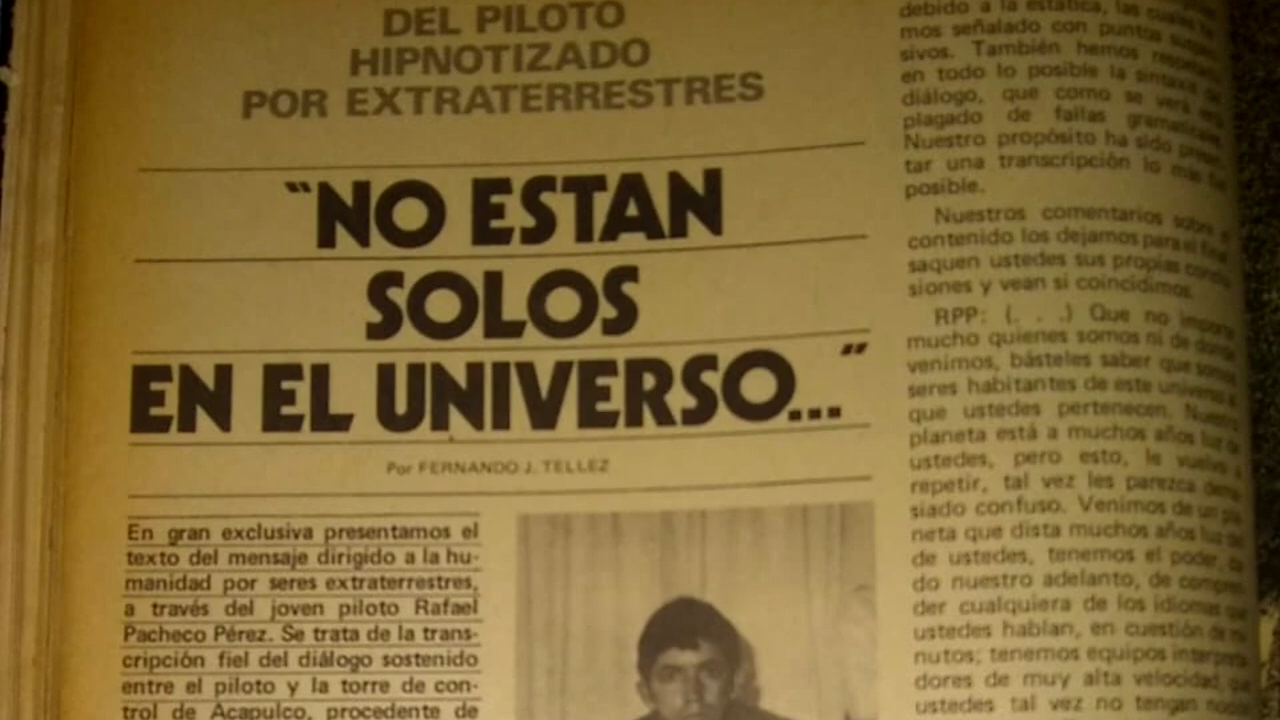 DEL PILOTO
HIPNOTIZADO
POR EXTRATERRESTRES
"NO ESTAN
SOLOS
EN EL UNIVERSO..."
Por FERNANDO J. TELLEZ
En gran exclusiva presentamos el
texto del mensaje dirigido a la hu-
manidad por seres extraterrestres,
a través del joven piloto Rafael
Pacheco Pérez. Se trata de la trans-
cripción fiel del diálogo sostenido
entre el piloto y la torre de con-
trol de Acapulco, procedente de
debido a la estática, las
mos señalado con puntos
sivos. También hemos
en todo lo posible la
diálogo, que como se verá
plagado de fallas
Nuestro propósito ha sido
tar una transcripción lo más
posible.
Nuestros comentarios sobre el
contenido los dejamos para el final
saquen ustedes sus propias
siones y vean si coincidimos.
RPP: (. . .) Que no importa
mucho quienes somos ni de donde
venimos, básteles saber que somos
seres habitantes de este universo al
que ustedes pertenecen. Nuestro
planeta está a muchos años luz de
ustedes, pero esto, le vuelvo a
repetir, tal vez les parezca dema-
siado confuso. Venimos de un pla-
neta que dista muchos años luz
de ustedes, tenemos el poder,
do nuestro adelanto, de compren-
der cualquiera de los idiomas que
ustedes hablan, en cuestión de mi-
nutos; tenemos equipos
dores de muy alta velocidad, que
ustedes tal vez no tengan